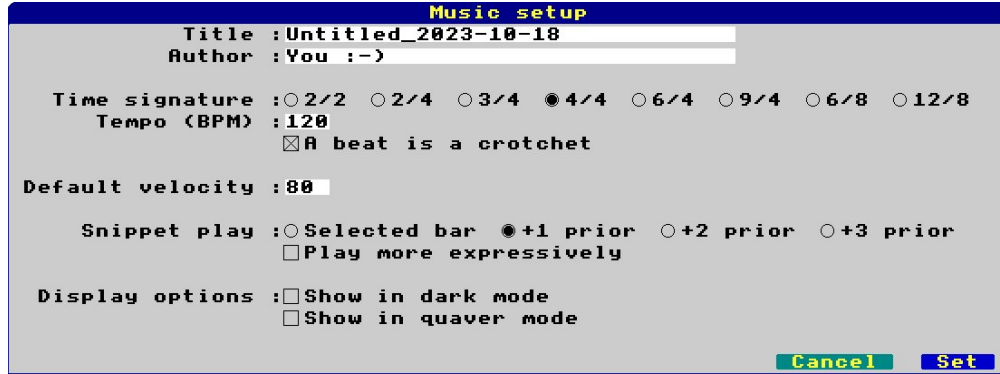 Music setup
Title :Untitled_2023-10-18
Author :You :-)
Time signature :○2/2 ○2/4 ○3/4 ◉4/4 ○6/4 ○9/4 ○6/8 ○12/8
Tempo (BPM) :120
☒A beat is a crotchet
Default velocity :80
Snippet play :○Selected bar ◉+1 prior ○+2 prior ○+3 prior
☐Play more expressively
Display options :☐Show in dark mode
☐Show in quaver mode
Cancel Set